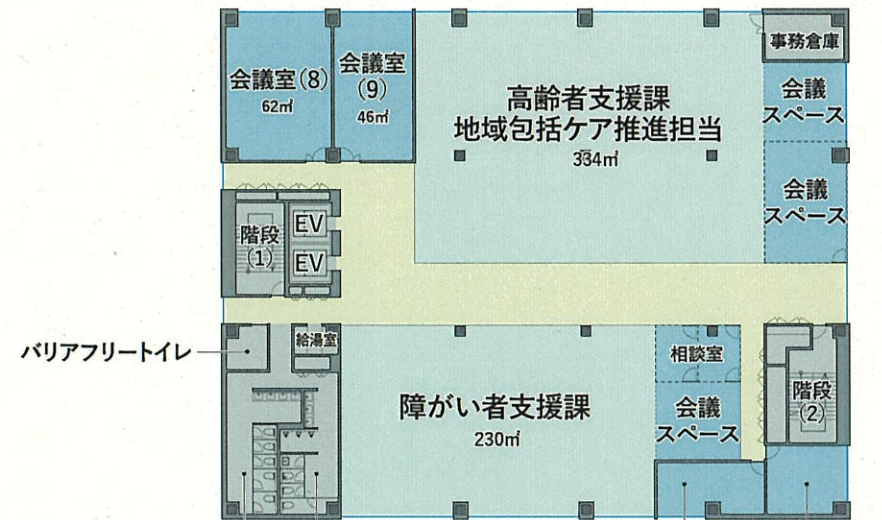 会議室(8)
62㎡
会議室
(9)
46㎡
高齢者支援課
地域包括ケア推進担当
334㎡
事務倉庫
会議
スペース
会議
スペース
階段
(1)
EV
EV
バリアフリートイレ
給湯室
障がい者支援課
230㎡
相談室
会議
スペース
階段
(2)